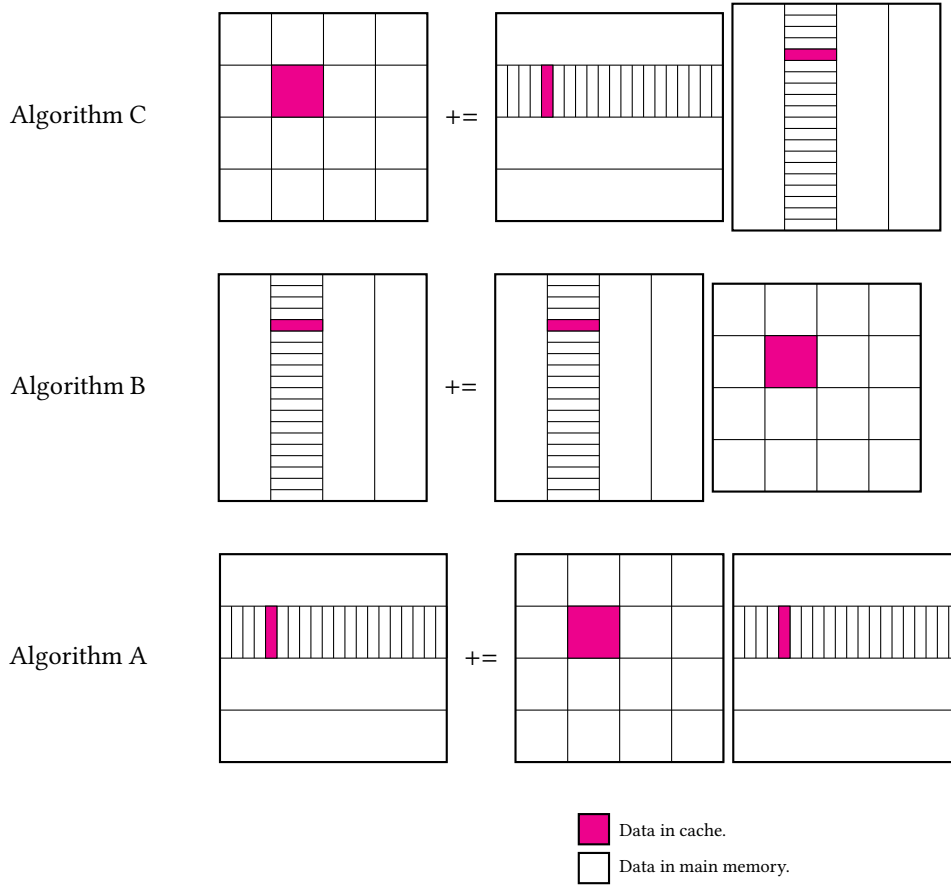 Algorithm C
+=
Algorithm B
+=
Algorithm A
+=
Data in cache.
Data in main memory.